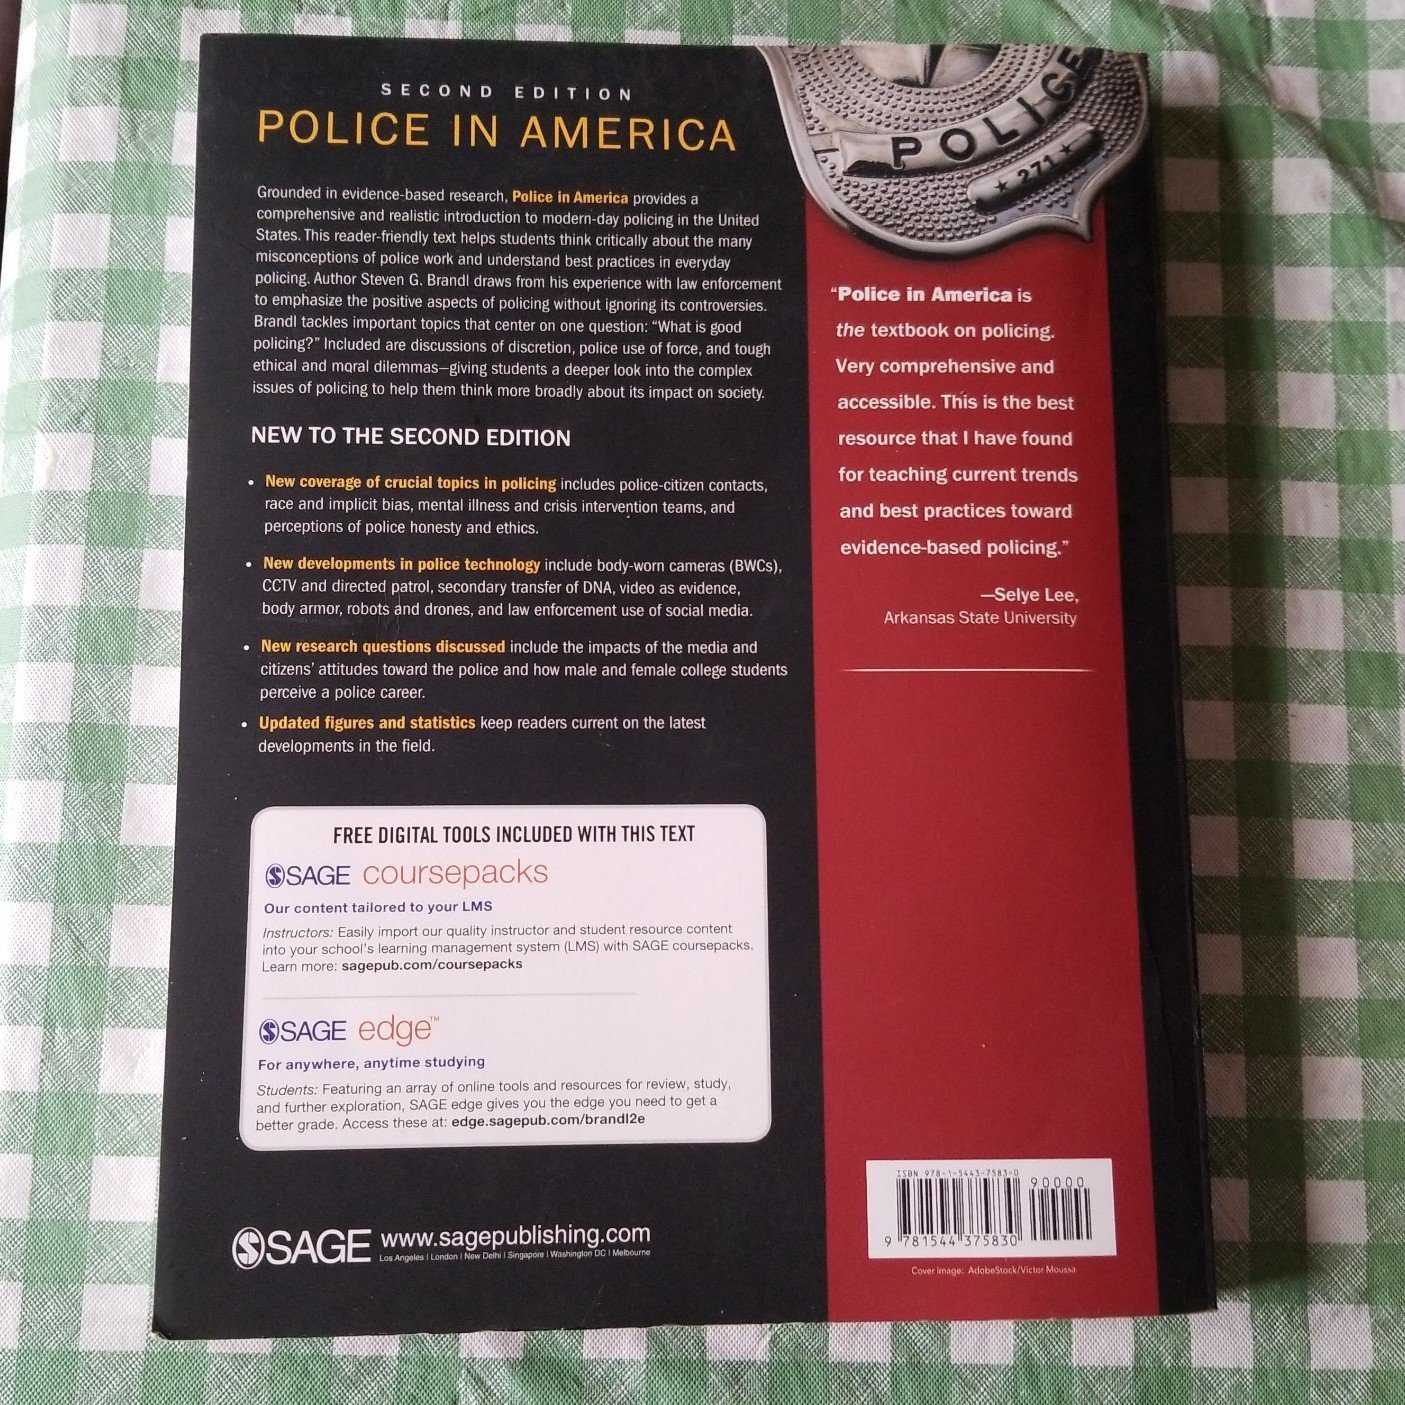 SECOND EDITION
POLICE IN AMERICA
Grounded in evidence-based research, Police in America provides a
comprehensive and realistic introduction to modern-day policing in the United
States. This reader-friendly text helps students think critically about the many
misconceptions of police work and understand best practices in everyday
policing. Author Steven G. Brandl draws from his experience with law enforcement
to emphasize the positive aspects of policing without ignoring its controversies.
Brandl tackles important topics that center on one question: “What is good
policing?” Included are discussions of discretion, police use of force, and tough
ethical and moral dilemmas—giving students a deeper look into the complex
issues of policing to help them think more broadly about its impact on society.
NEW TO THE SECOND EDITION
• New coverage of crucial topics in policing includes police-citizen contacts,
race and implicit bias, mental illness and crisis intervention teams, and
perceptions of police honesty and ethics.
• New developments in police technology include body-worn cameras (BWCs),
CCTV and directed patrol, secondary transfer of DNA, video as evidence,
body armor, robots and drones, and law enforcement use of social media.
• New research questions discussed include the impacts of the media and
citizens’ attitudes toward the police and how male and female college students
perceive a police career.
• Updated figures and statistics keep readers current on the latest
developments in the field.
FREE DIGITAL TOOLS INCLUDED WITH THIS TEXT
SAGE coursepacks
Our content tailored to your LMS
Instructors: Easily import our quality instructor and student resource content
into your school’s learning management system (LMS) with SAGE coursepacks.
Learn more: sagepub.com/coursepacks
SAGE edge™
For anywhere, anytime studying
Students: Featuring an array of online tools and resources for review, study,
and further exploration, SAGE edge gives you the edge you need to get a
better grade. Access these at: edge.sagepub.com/brandl2e
SAGE www.sagepublishing.com
Los Angeles | London | New Delhi | Singapore | Washington DC | Melbourne
POLICE
★ 271 ★
“Police in America is
the textbook on policing.
Very comprehensive and
accessible. This is the best
resource that I have found
for teaching current trends
and best practices toward
evidence-based policing.”
—Selye Lee,
Arkansas State University
ISBN 978-1-5443-7583-0
90000
9 781544 375830
Cover image: AdobeStock/Victor Moussa